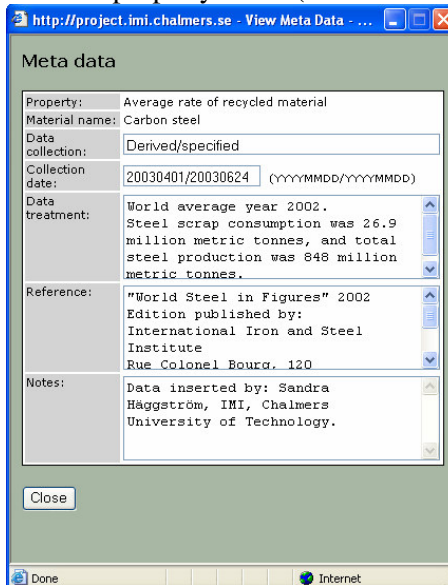 http://project.imi.chalmers.se - View Meta Data - ...
Meta data
Property: Average rate of recycled material
Material name: Carbon steel
Data collection: Derived/specified
Collection date: 20030401/20030624 (YYYYMMDD/YYYYMMDD)
Data treatment: World average year 2002.
Steel scrap consumption was 26.9
million metric tonnes, and total
steel production was 848 million
metric tonnes.
Reference: "World Steel in Figures" 2002
Edition published by:
International Iron and Steel
Institute
Rue Colonel Bourg, 120
Notes: Data inserted by: Sandra
Häggström, IMI, Chalmers
University of Technology.
Close
Done Internet